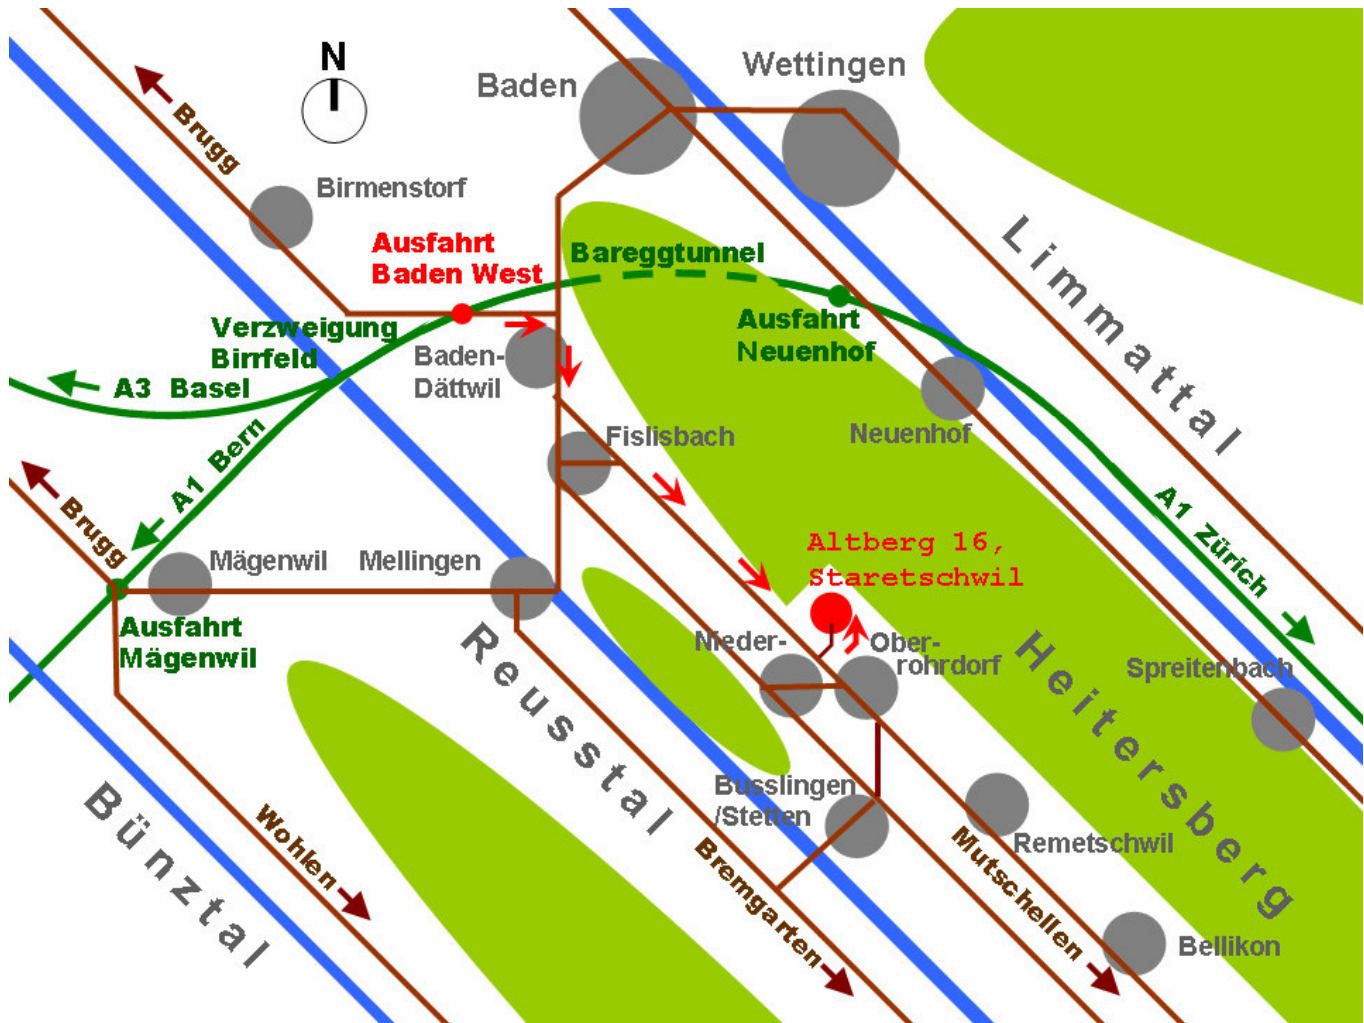 N
Baden
Wettingen
Brugg
Birmenstorf
Limmattal
Ausfahrt
Baden West
Bareggtunnel
Ausfahrt
Neuenhof
Verzweigung
Birrfeld
A3 Basel
Baden-
Dättwil
A1 Bern
Fislisbach
Neuenhof
Brugg
Mägenwil
Mellingen
A1 Zürich
Altberg 16,
Staretschwil
Ausfahrt
Mägenwil
Nieder-
Ober-
rohrdorf
Reusstal
Heitersberg
Spreitenbach
Bünztal
Wohlen
Busslingen
/Stetten
Bremgarten
Mutschellen
Remetschwil
Bellikon